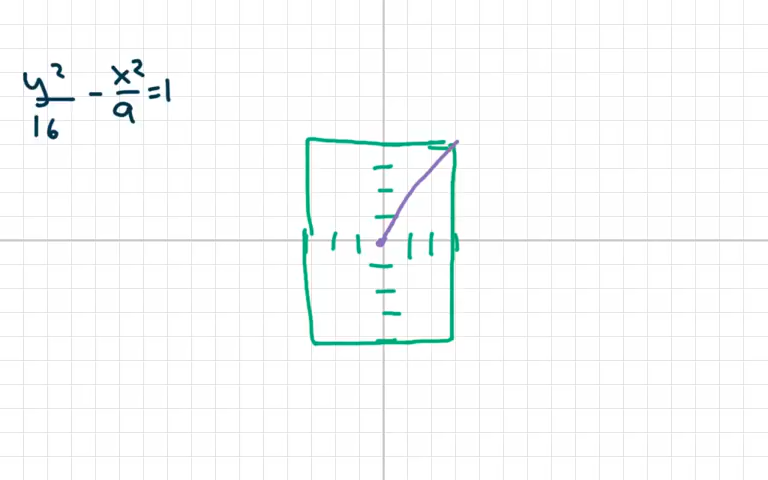 y²/16 - x²/9 = 1